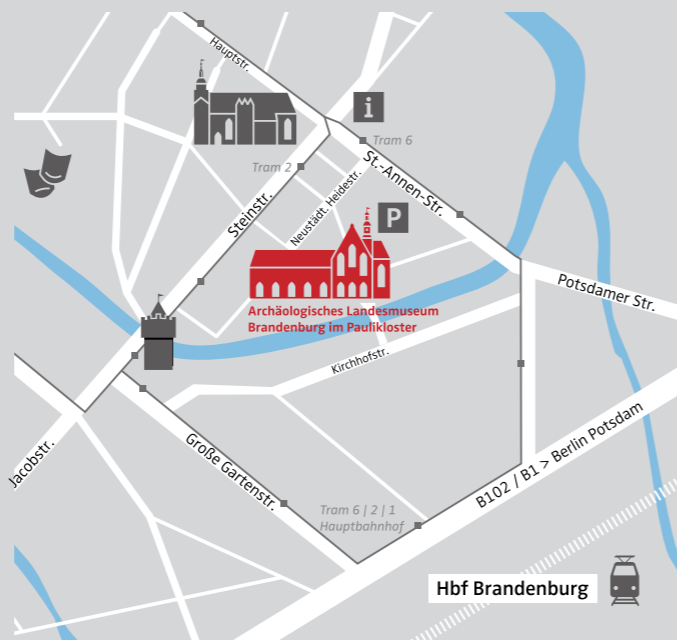 Hauptstr.
i
Tram 6
Tram 2
St.-Annen-Str.
Steinstr.
Neustädt. Heidestr.
P
Archäologisches Landesmuseum
Brandenburg im Paulikloster
Potsdamer Str.
Kirchhofstr.
Jacobstr.
Große Gartenstr.
B102 / B1 > Berlin Potsdam
Tram 6 | 2 | 1
Hauptbahnhof
Hbf Brandenburg